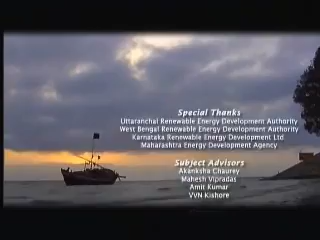 Special Thanks
Uttaranchal Renewable Energy Development Authority
West Bengal Renewable Energy Development Authority
Karnataka Renewable Energy Development Ltd
Maharashtra Energy Development Agency
Subject Advisors
Akanksha Chaurey
Mahesh Vipradas
Amit Kumar
VVN Kishore